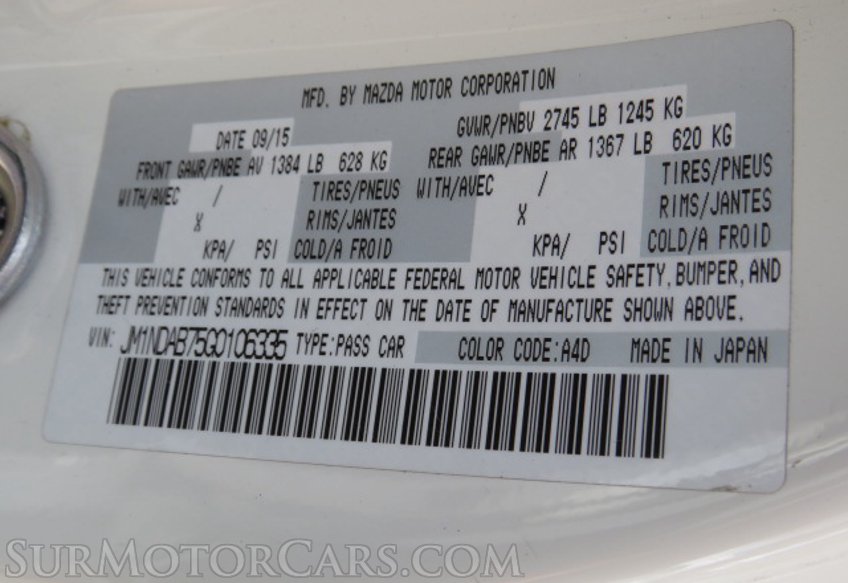 MFD. BY MAZDA MOTOR CORPORATION
DATE 09/15 GVWR/PNBV 2745 LB 1245 KG
FRONT GAWR/PNBE AV 1384 LB 628 KG REAR GAWR/PNBE AR 1367 LB 620 KG
WITH/AVEC / TIRES/PNEUS WITH/AVEC / TIRES/PNEUS
X RIMS/JANTES X RIMS/JANTES
KPA/ PSI COLD/A FROID KPA/ PSI COLD/A FROID
THIS VEHICLE CONFORMS TO ALL APPLICABLE FEDERAL MOTOR VEHICLE SAFETY, BUMPER, AND
THEFT PREVENTION STANDARDS IN EFFECT ON THE DATE OF MANUFACTURE SHOWN ABOVE.
VIN: JM1NDAB75G0106335 TYPE:PASS CAR COLOR CODE:A4D MADE IN JAPAN
SURMOTORCARS.COM